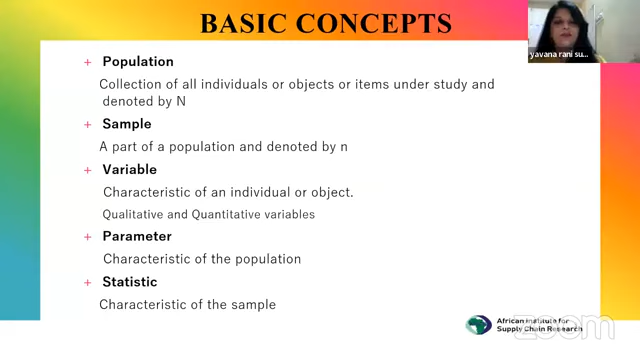 BASIC CONCEPTS
yavana rani su...
+ Population
Collection of all individuals or objects or items under study and
denoted by N
+ Sample
A part of a population and denoted by n
+ Variable
Characteristic of an individual or object.
Qualitative and Quantitative variables
+ Parameter
Characteristic of the population
+ Statistic
Characteristic of the sample
African Institute for
Supply Chain Research
zoom